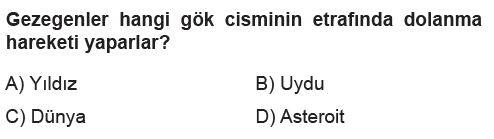 Gezegenler hangi gök cisminin etrafında dolanma
hareketi yaparlar?
A) Yıldız B) Uydu
C) Dünya D) Asteroit